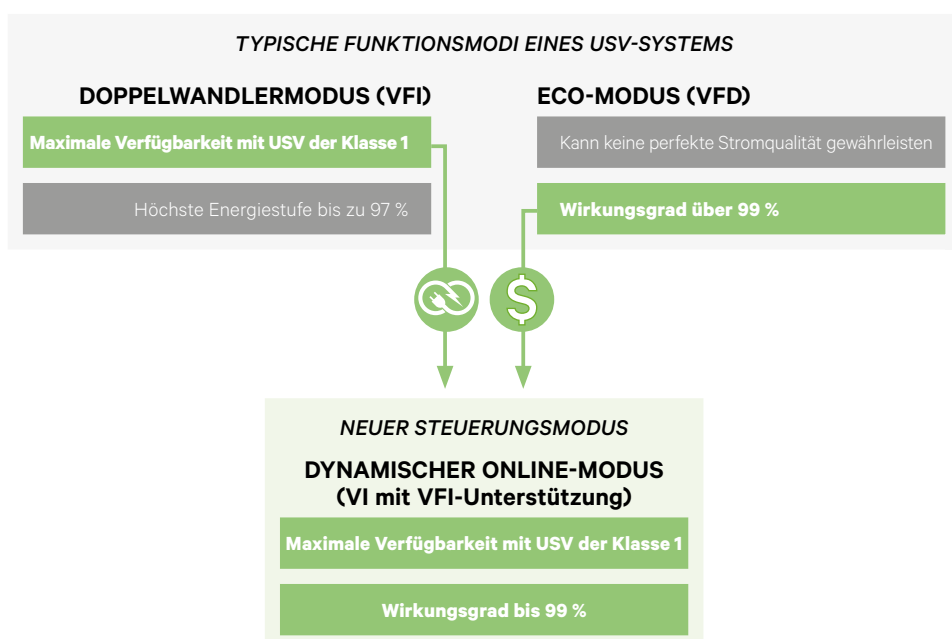 TYPISCHE FUNKTIONSMODI EINES USV-SYSTEMS
DOPPELWANDLERMODUS (VFI)
Maximale Verfügbarkeit mit USV der Klasse 1
Höchste Energiestufe bis zu 97 %
ECO-MODUS (VFD)
Kann keine perfekte Stromqualität gewährleisten
Wirkungsgrad über 99 %
$
NEUER STEUERUNGSMODUS
DYNAMISCHER ONLINE-MODUS
(VI mit VFI-Unterstützung)
Maximale Verfügbarkeit mit USV der Klasse 1
Wirkungsgrad bis 99 %